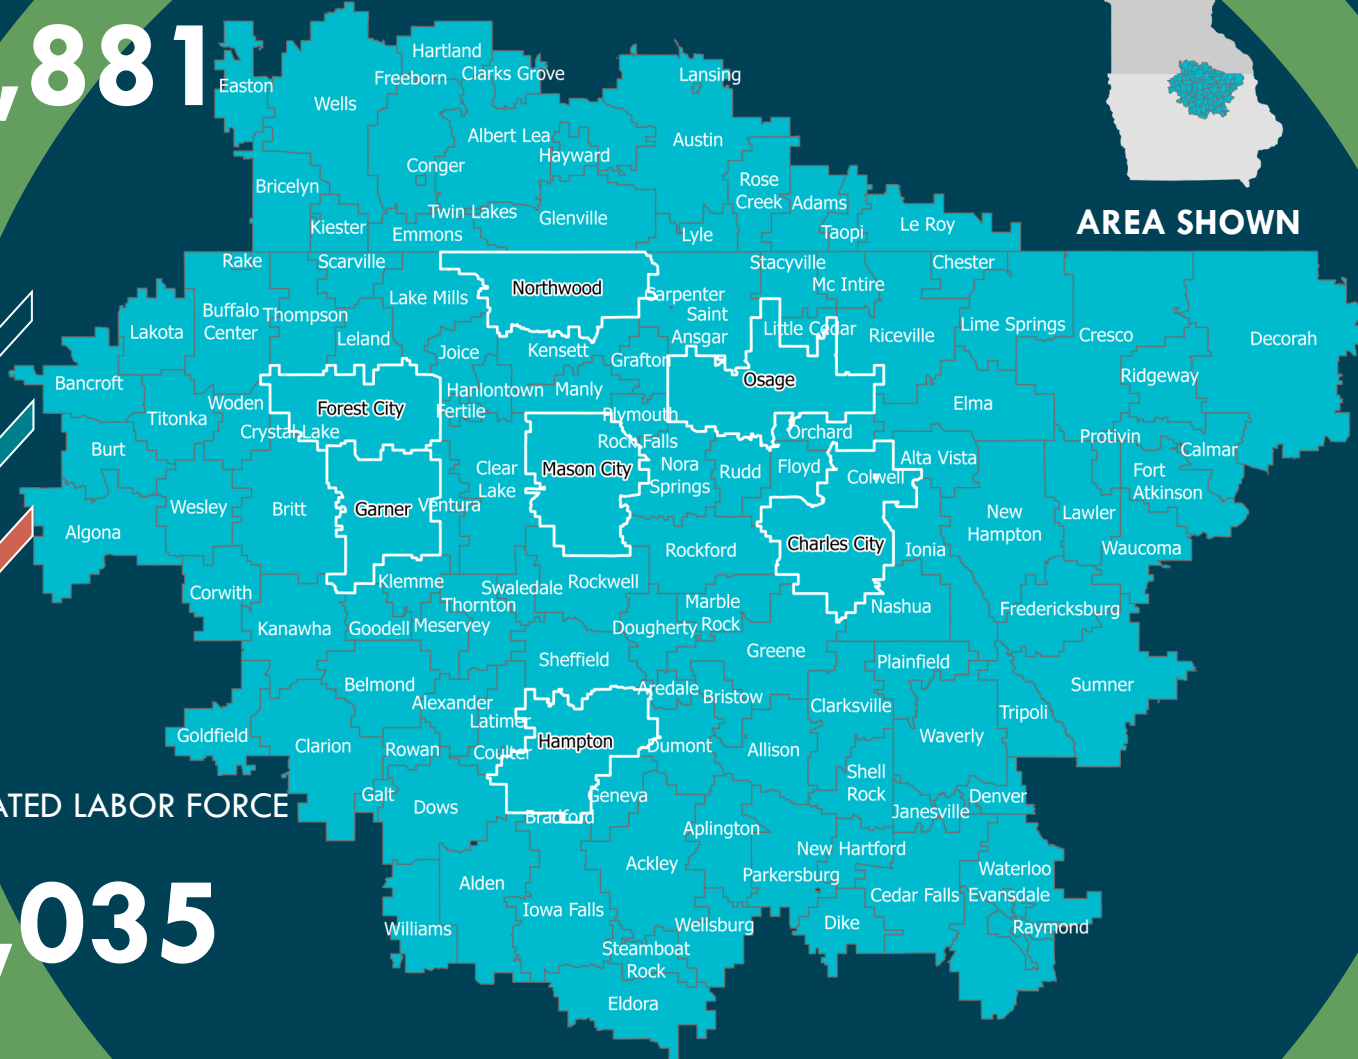 ,881
Hartland
Freeborn
Clarks Grove
Lansing
Easton
Wells
Albert Lea
Austin
Hayward
Conger
Bricelyn
Rose
Creek
Adams
Twin Lakes
Glenville
Kiester
Emmons
Lyle
Taopi
Le Roy
AREA SHOWN
Rake
Scarville
Stacyville
Chester
Northwood
Mc Intire
Lake Mills
Carpenter
Saint
Ansgar
Buffalo
Center
Thompson
Lakota
Leland
Little Cedar
Riceville
Lime Springs
Cresco
Decorah
Joice
Kensett
Grafton
Osage
Ridgeway
Bancroft
Hanlontown
Manly
Woden
Forest City
Fertile
Elma
Titonka
Plymouth
Crystal Lake
Rock Falls
Orchard
Protivin
Burt
Calmar
Clear
Lake
Mason City
Nora
Springs
Rudd
Floyd
Colwell
Alta Vista
Fort
Atkinson
Wesley
Britt
Garner
Ventura
New
Hampton
Lawler
Algona
Rockford
Charles City
Ionia
Waucoma
Corwith
Klemme
Swaledale
Rockwell
Thornton
Marble
Rock
Nashua
Fredericksburg
Kanawha
Goodell
Meservey
Dougherty
Sheffield
Greene
Plainfield
Belmond
Aredale
Bristow
Sumner
Alexander
Clarksville
Latimer
Tripoli
Goldfield
Clarion
Rowan
Coulter
Hampton
Dumont
Allison
Waverly
Shell
Rock
Galt
Dows
Geneva
Denver
Janesville
ATED LABOR FORCE
Bradford
Aplington
New Hartford
Ackley
Parkersburg
Waterloo
Alden
Cedar Falls
Evansdale
Iowa Falls
Williams
Wellsburg
Dike
Raymond
,035
Steamboat
Rock
Eldora